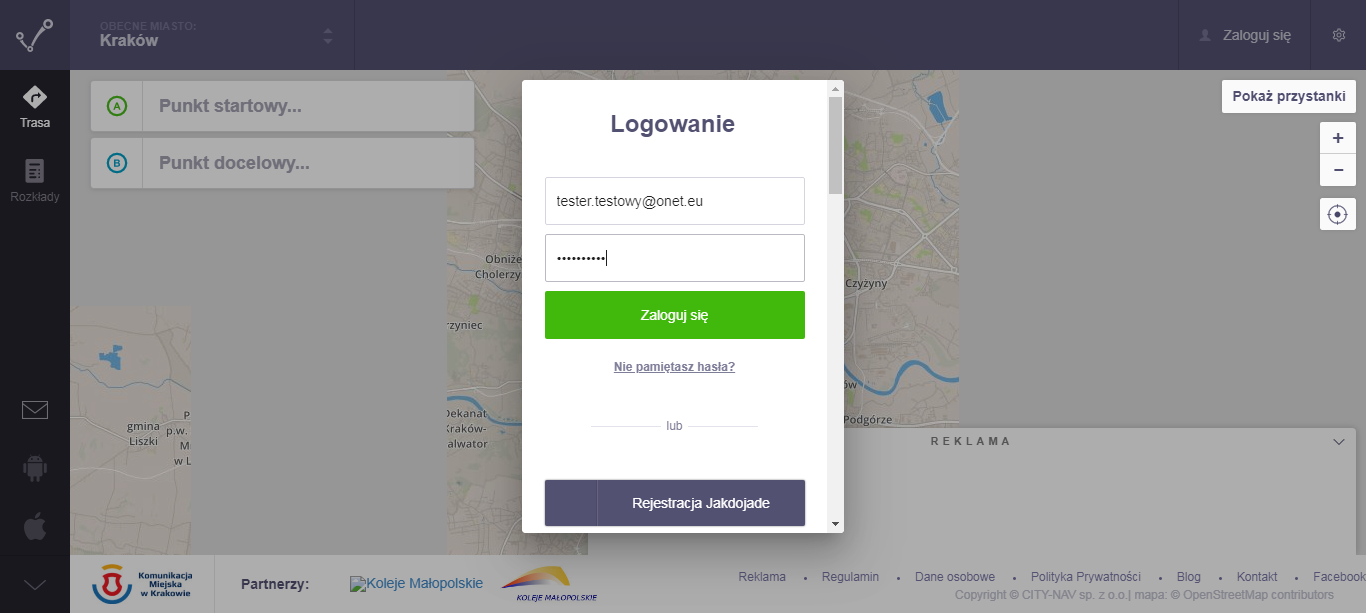 OBECNE MIASTO:
Kraków
Zaloguj się
Trasa
Rozkłady
A
Punkt startowy...
B
Punkt docelowy...
Pokaż przystanki
+
−
Logowanie
tester.testowy@onet.eu
••••••••••
Zaloguj się
Nie pamiętasz hasła?
lub
Rejestracja Jakdojade
Obniże
Cholerzy
rzyniec
Czyżyny
ów
Podgórze
Dekanat
Kraków-
alwator
gmina
Liszki
P
p.w.
M
w L
REKLAMA
Komunikacja
Miejska
w Krakowie
Partnerzy:
Koleje Małopolskie
KOLEJE MAŁOPOLSKIE
Reklama • Regulamin • Dane osobowe • Polityka Prywatności • Blog • Kontakt • Facebook
Copyright © CITY-NAV sp. z o.o.| mapa: © OpenStreetMap contributors